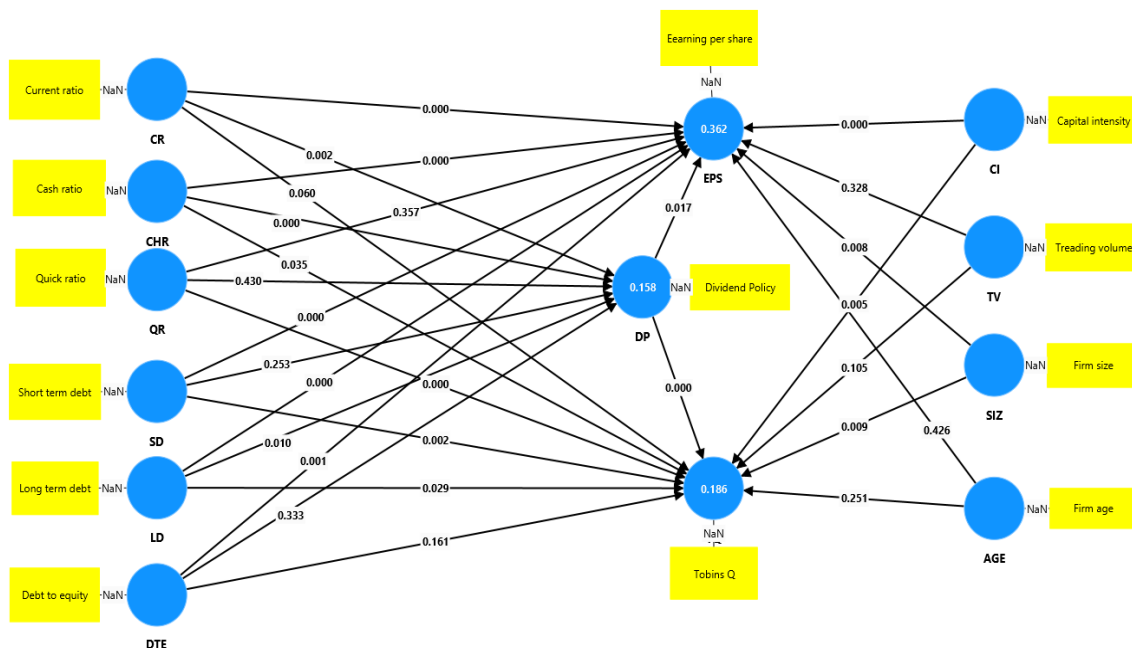 Eearning per share
NaN
Current ratio
NaN
CR
0.000
0.362
EPS
0.000
CI
NaN
Capital intensity
0.002
Cash ratio
NaN
CHR
0.000
0.060
0.328
0.000
0.357
0.017
Treading volume
NaN
TV
0.008
Quick ratio
NaN
QR
0.035
0.430
0.158
DP
NaN
Dividend Policy
0.005
0.000
Short term debt
NaN
SD
0.253
0.000
0.000
0.000
0.105
Firm size
NaN
SIZ
0.010
0.002
0.009
0.426
Long term debt
NaN
LD
0.001
0.029
0.186
0.251
NaN
Firm age
AGE
0.333
0.161
NaN
Tobins Q
Debt to equity
NaN
DTE